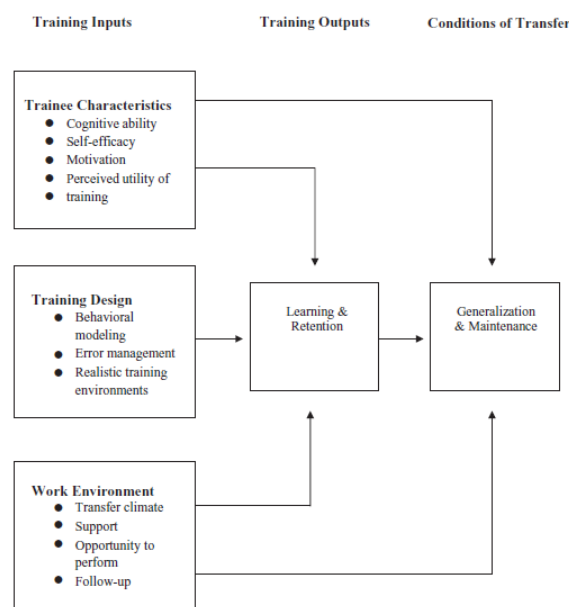 Training Inputs
Training Outputs
Conditions of Transfer
Trainee Characteristics
● Cognitive ability
● Self-efficacy
● Motivation
● Perceived utility of
● training
Training Design
● Behavioral
modeling
● Error management
● Realistic training
environments
Learning &
Retention
Generalization
& Maintenance
Work Environment
● Transfer climate
● Support
● Opportunity to
perform
● Follow-up